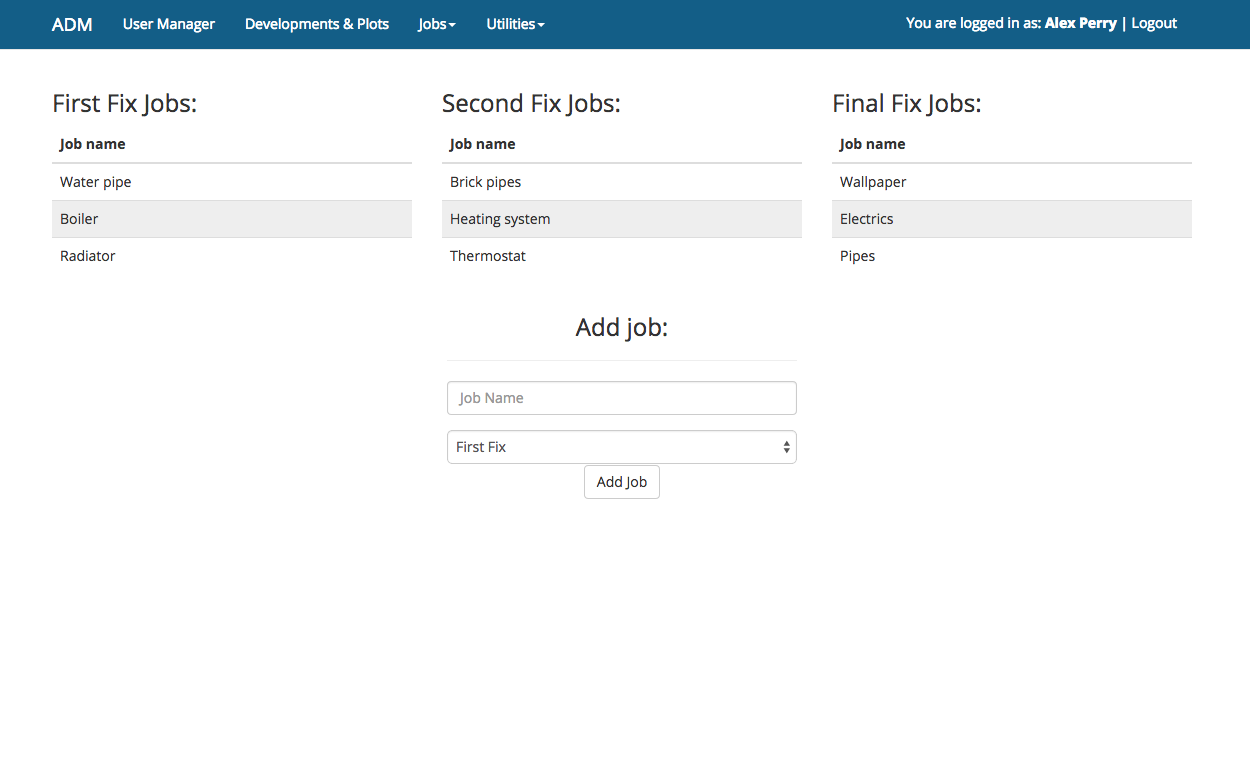 ADM User Manager Developments & Plots Jobs Utilities You are logged in as: Alex Perry | Logout
First Fix Jobs:
Job name
Water pipe
Boiler
Radiator
Second Fix Jobs:
Job name
Brick pipes
Heating system
Thermostat
Final Fix Jobs:
Job name
Wallpaper
Electrics
Pipes
Add job:
Job Name
First Fix
Add Job